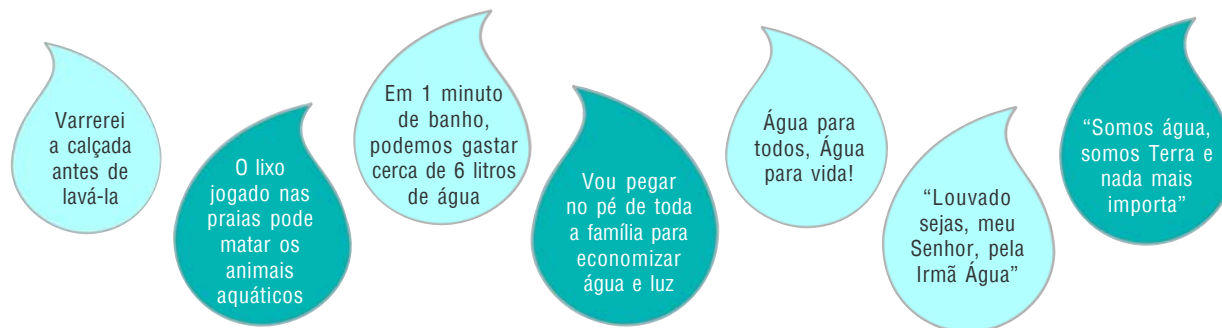 Varrerei
a calçada
antes de
lavá-la
O lixo
jogado nas
praias pode
matar os
animais
aquáticos
Em 1 minuto
de banho,
podemos gastar
cerca de 6 litros
de água
Vou pegar
no pé de toda
a família para
economizar
água e luz
Água para
todos, Água
para vida!
“Louvado
sejas, meu
Senhor, pela
Irmã Água”
“Somos água,
somos Terra e
nada mais
importa”